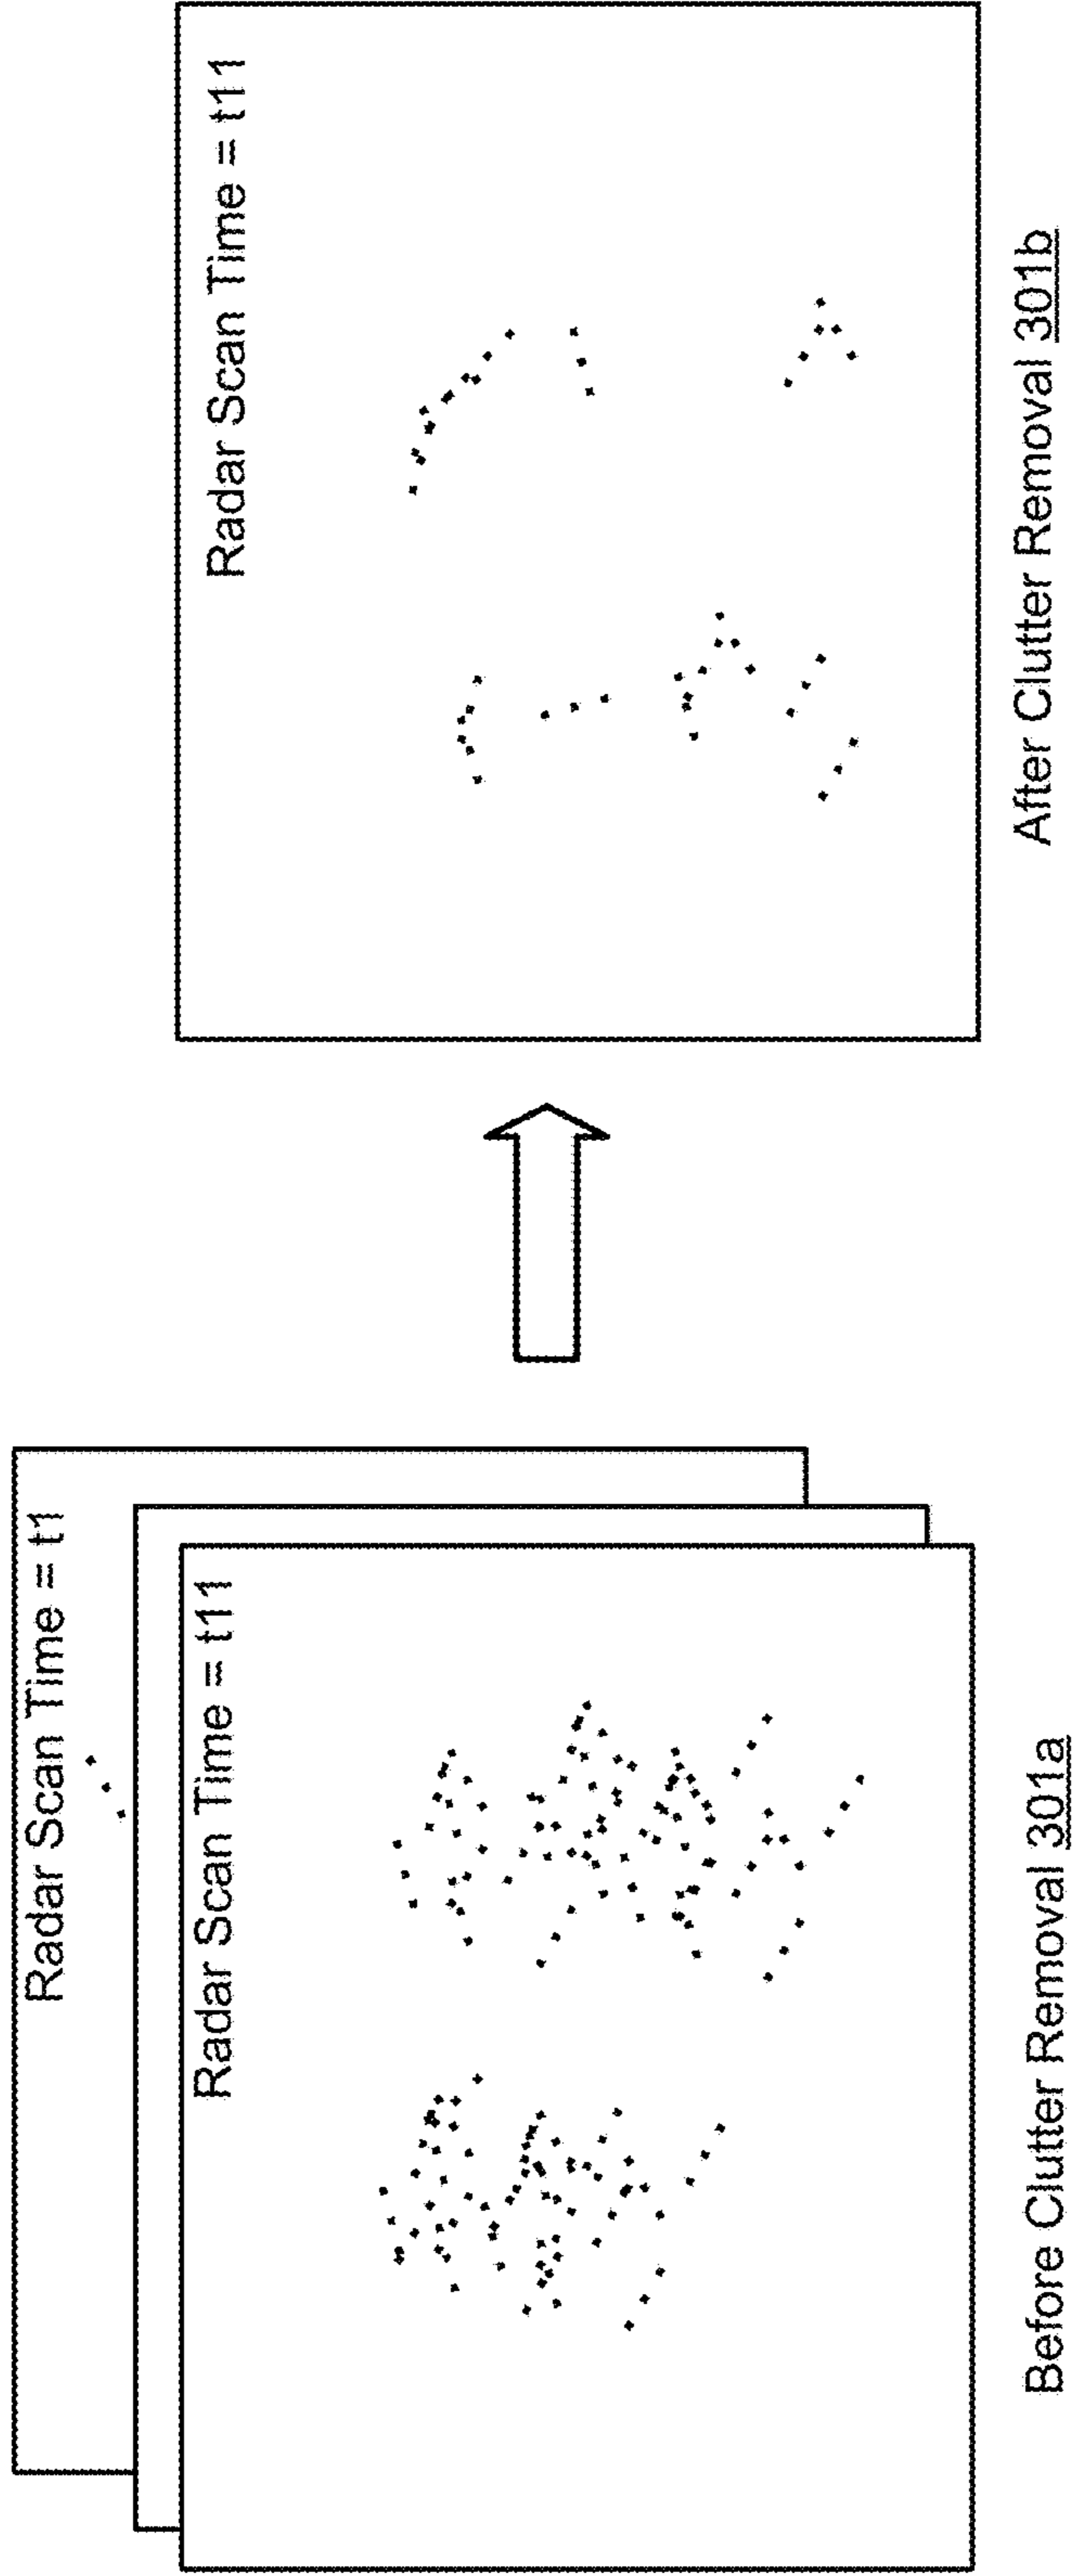 Radar Scan Time = t1
Radar Scan Time = t11
Before Clutter Removal 301a
Radar Scan Time = t11
After Clutter Removal 301b